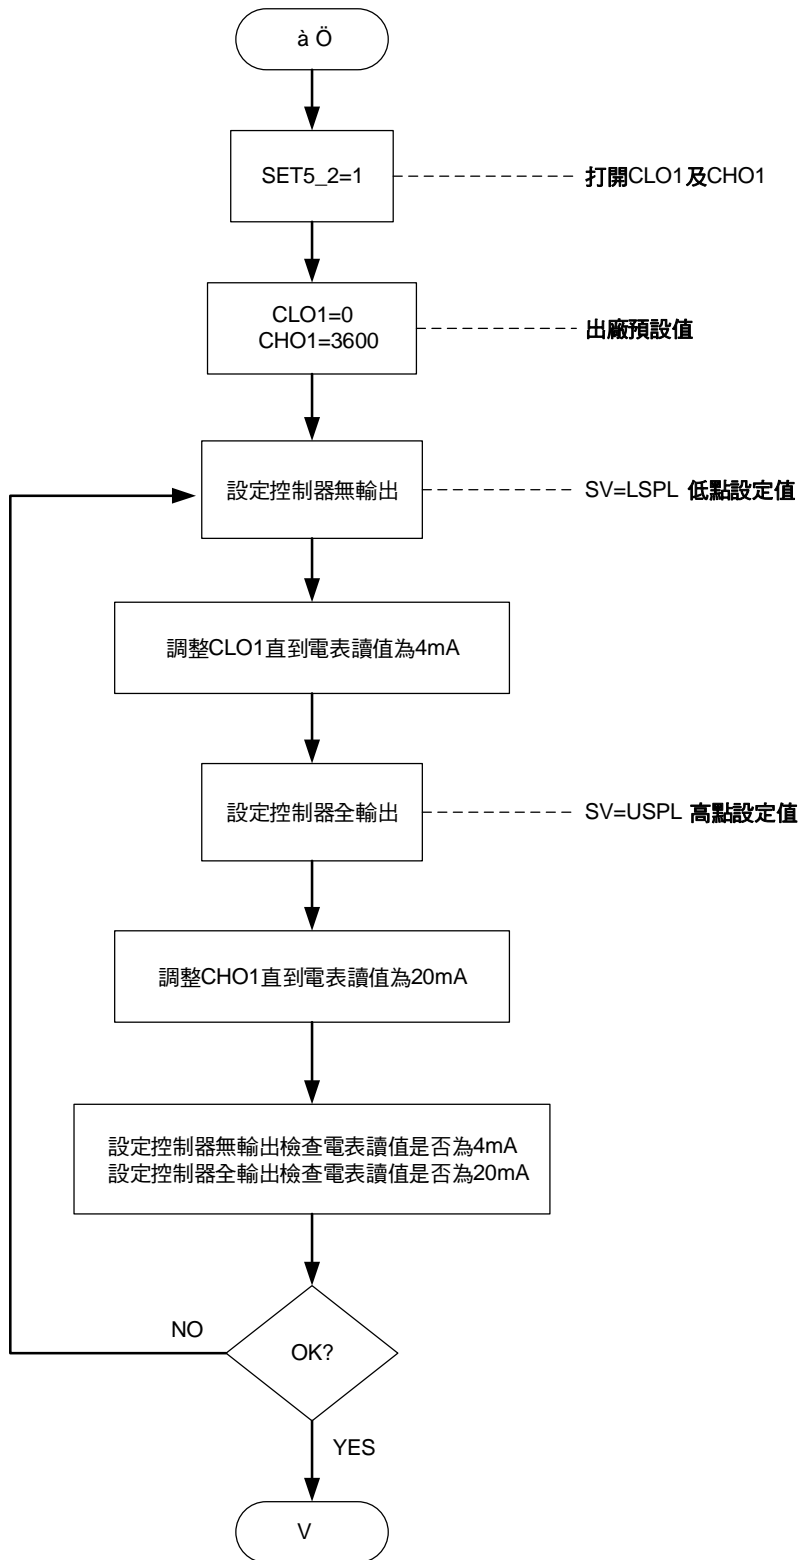 à Ö
SET5_2=1
打開CLO1及CHO1
CLO1=0
CHO1=3600
出廠預設值
設定控制器無輸出
SV=LSPL 低點設定值
調整CLO1直到電表讀值為4mA
設定控制器全輸出
SV=USPL 高點設定值
調整CHO1直到電表讀值為20mA
設定控制器無輸出檢查電表讀值是否為4mA
設定控制器全輸出檢查電表讀值是否為20mA
NO
OK?
YES
V